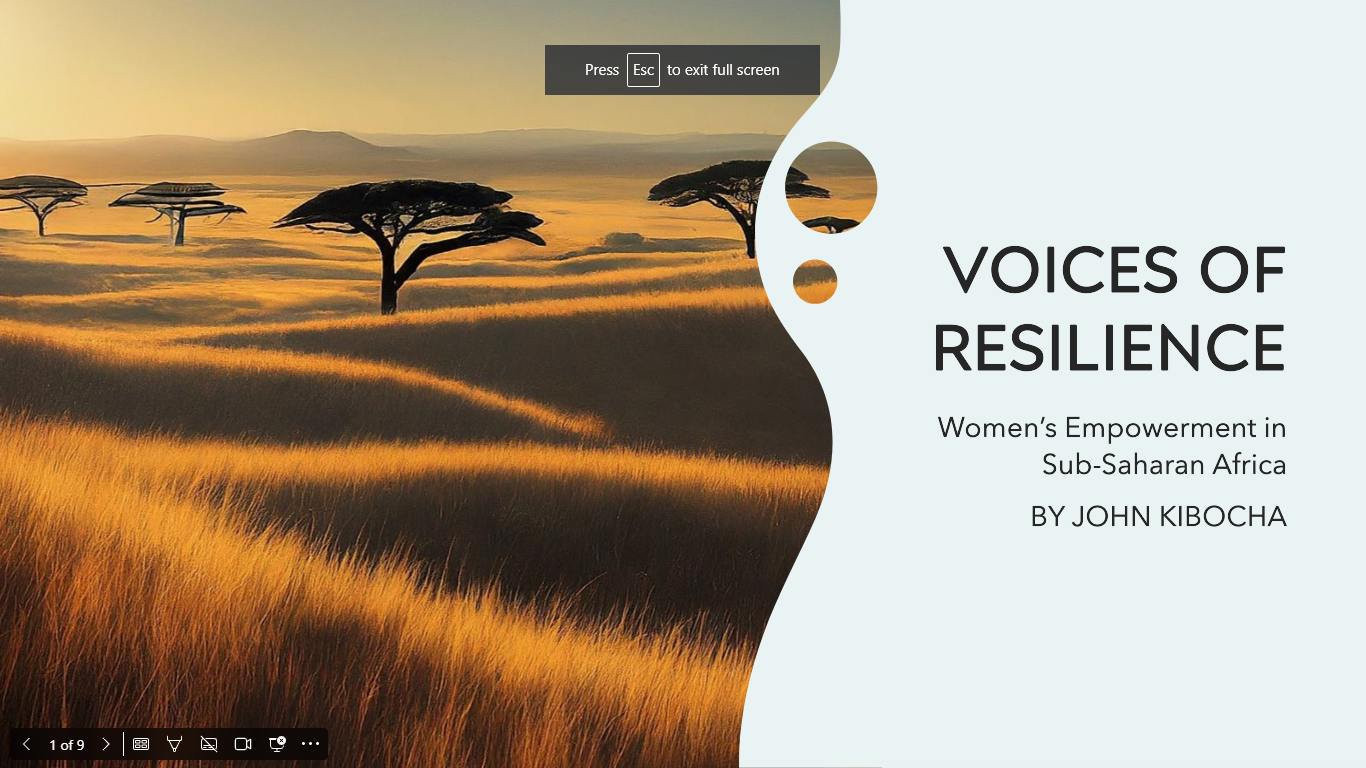 Press Esc to exit full screen
VOICES OF
RESILIENCE
Women’s Empowerment in
Sub-Saharan Africa
BY JOHN KIBOCHA
1 of 9